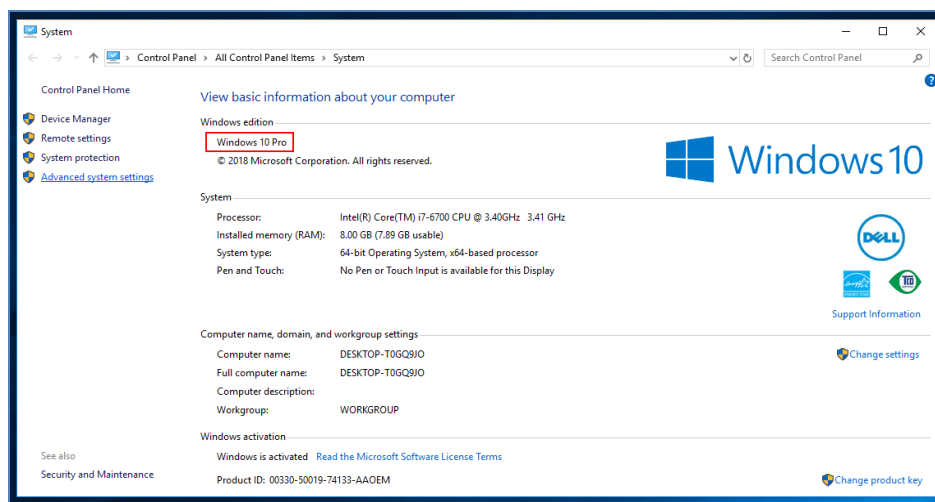 System
Control Panel > All Control Panel Items > System
Search Control Panel
Control Panel Home
Device Manager
Remote settings
System protection
Advanced system settings
See also
Security and Maintenance
?
View basic information about your computer
Windows edition
Windows 10 Pro
© 2018 Microsoft Corporation. All rights reserved.
Windows 10
System
Processor: Intel(R) Core(TM) i7-6700 CPU @ 3.40GHz 3.41 GHz
Installed memory (RAM): 8.00 GB (7.89 GB usable)
System type: 64-bit Operating System, x64-based processor
Pen and Touch: No Pen or Touch Input is available for this Display
DELL
TCO
Support Information
Computer name, domain, and workgroup settings
Computer name: DESKTOP-T0GQ9JO
Change settings
Full computer name: DESKTOP-T0GQ9JO
Computer description:
Workgroup: WORKGROUP
Windows activation
Windows is activated Read the Microsoft Software License Terms
Product ID: 00330-50019-74133-AAOEM
Change product key